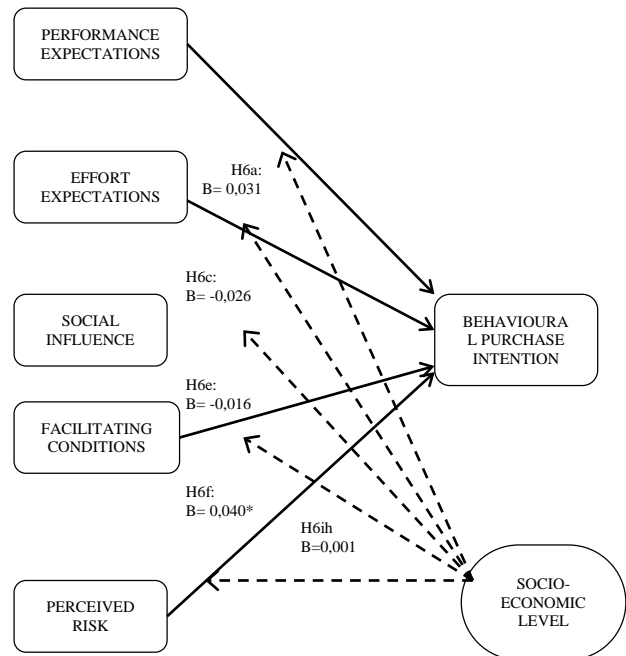 PERFORMANCE
EXPECTATIONS
H6a:
B= 0,031
EFFORT
EXPECTATIONS
H6c:
B= -0,026
SOCIAL
INFLUENCE
BEHAVIOURA
L PURCHASE
INTENTION
H6e:
B= -0,016
FACILITATING
CONDITIONS
H6f:
B= 0,040*
H6ih
B=0,001
PERCEIVED
RISK
SOCIO-
ECONOMIC
LEVEL